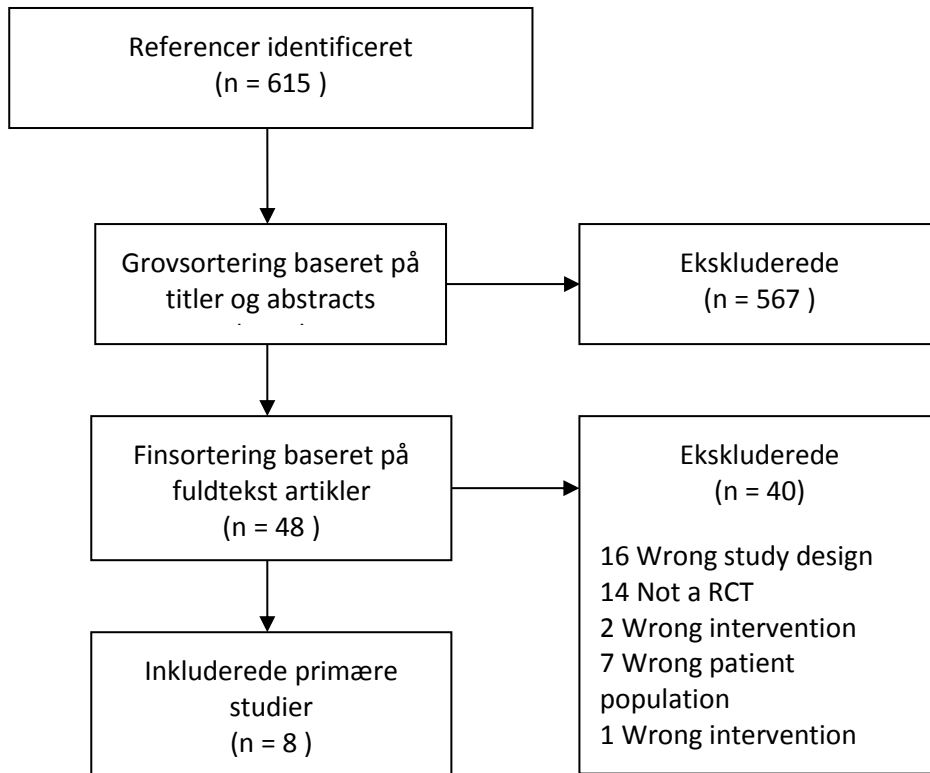 Referencer identificeret
(n = 615 )
Grovsortering baseret på
titler og abstracts
Ekskluderede
(n = 567 )
Finsortering baseret på
fuldtekst artikler
(n = 48 )
Ekskluderede
(n = 40)
16 Wrong study design
14 Not a RCT
2 Wrong intervention
7 Wrong patient
population
1 Wrong intervention
Inkluderede primære
studier
(n = 8 )